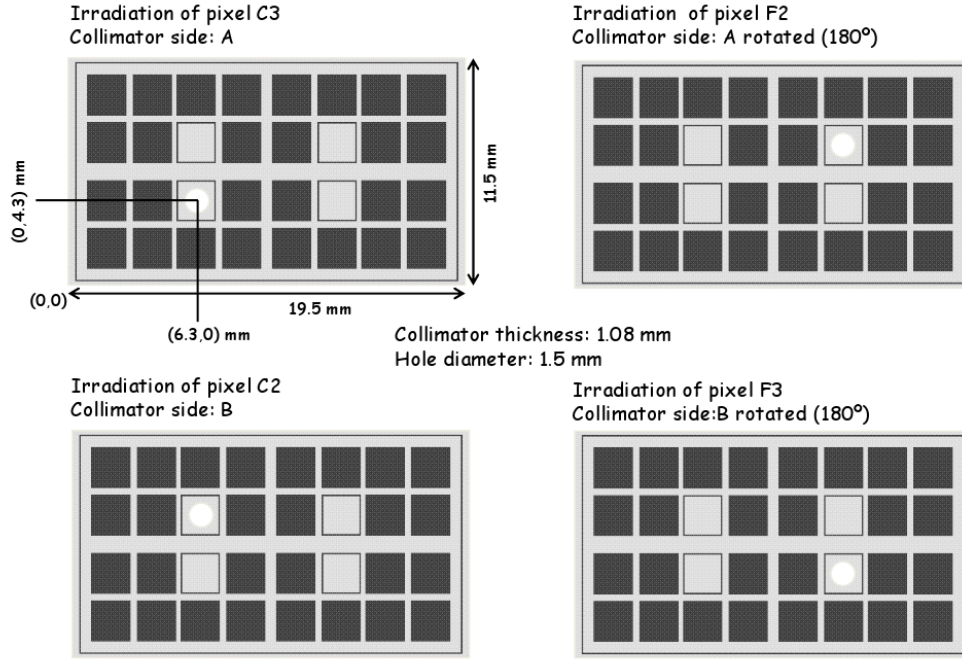 Irradiation of pixel C3
Collimator side: A
Irradiation of pixel F2
Collimator side: A rotated (180º)
(0,4.3) mm
11.5 mm
(0,0)
19.5 mm
(6.3,0) mm
Collimator thickness: 1.08 mm
Hole diameter: 1.5 mm
Irradiation of pixel C2
Collimator side: B
Irradiation of pixel F3
Collimator side:B rotated (180º)